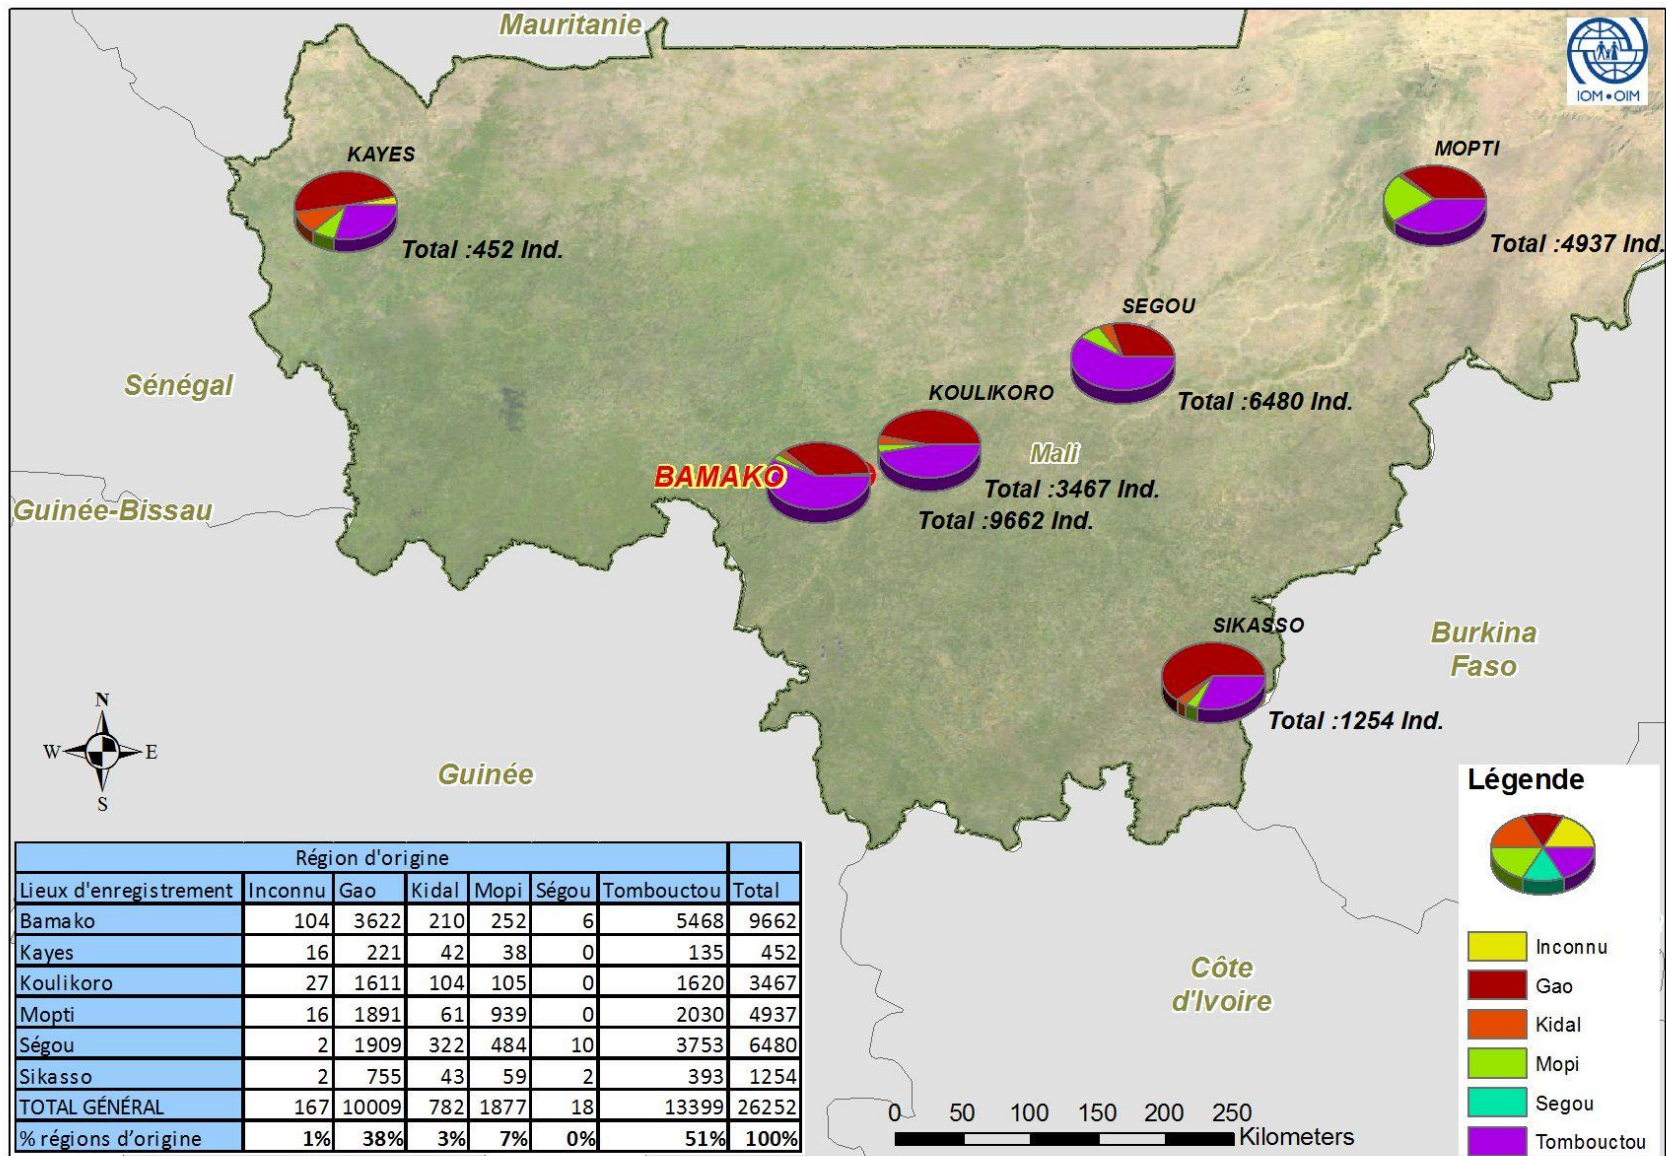 Mauritanie
IOM•OIM
KAYES
MOPTI
Total :452 Ind.
Total :4937 Ind.
SEGOU
Sénégal
KOULIKORO
Total :6480 Ind.
Mali
BAMAKO
Total :3467 Ind.
Guinée-Bissau
Total :9662 Ind.
SIKASSO
Burkina
Faso
N
W E
S
Total :1254 Ind.
Guinée
Légende
Région d'origine
Lieux d'enregistrement Inconnu Gao Kidal Mopi Ségou Tombouctou Total
Bamako 104 3622 210 252 6 5468 9662
Kayes 16 221 42 38 0 135 452
Koulikoro 27 1611 104 105 0 1620 3467
Mopti 16 1891 61 939 0 2030 4937
Ségou 2 1909 322 484 10 3753 6480
Sikasso 2 755 43 59 2 393 1254
TOTAL GÉNÉRAL 167 10009 782 1877 18 13399 26252
% régions d’origine 1% 38% 3% 7% 0% 51% 100%
Côte
d'Ivoire
0 50 100 150 200 250
Kilometers
Inconnu
Gao
Kidal
Mopi
Segou
Tombouctou